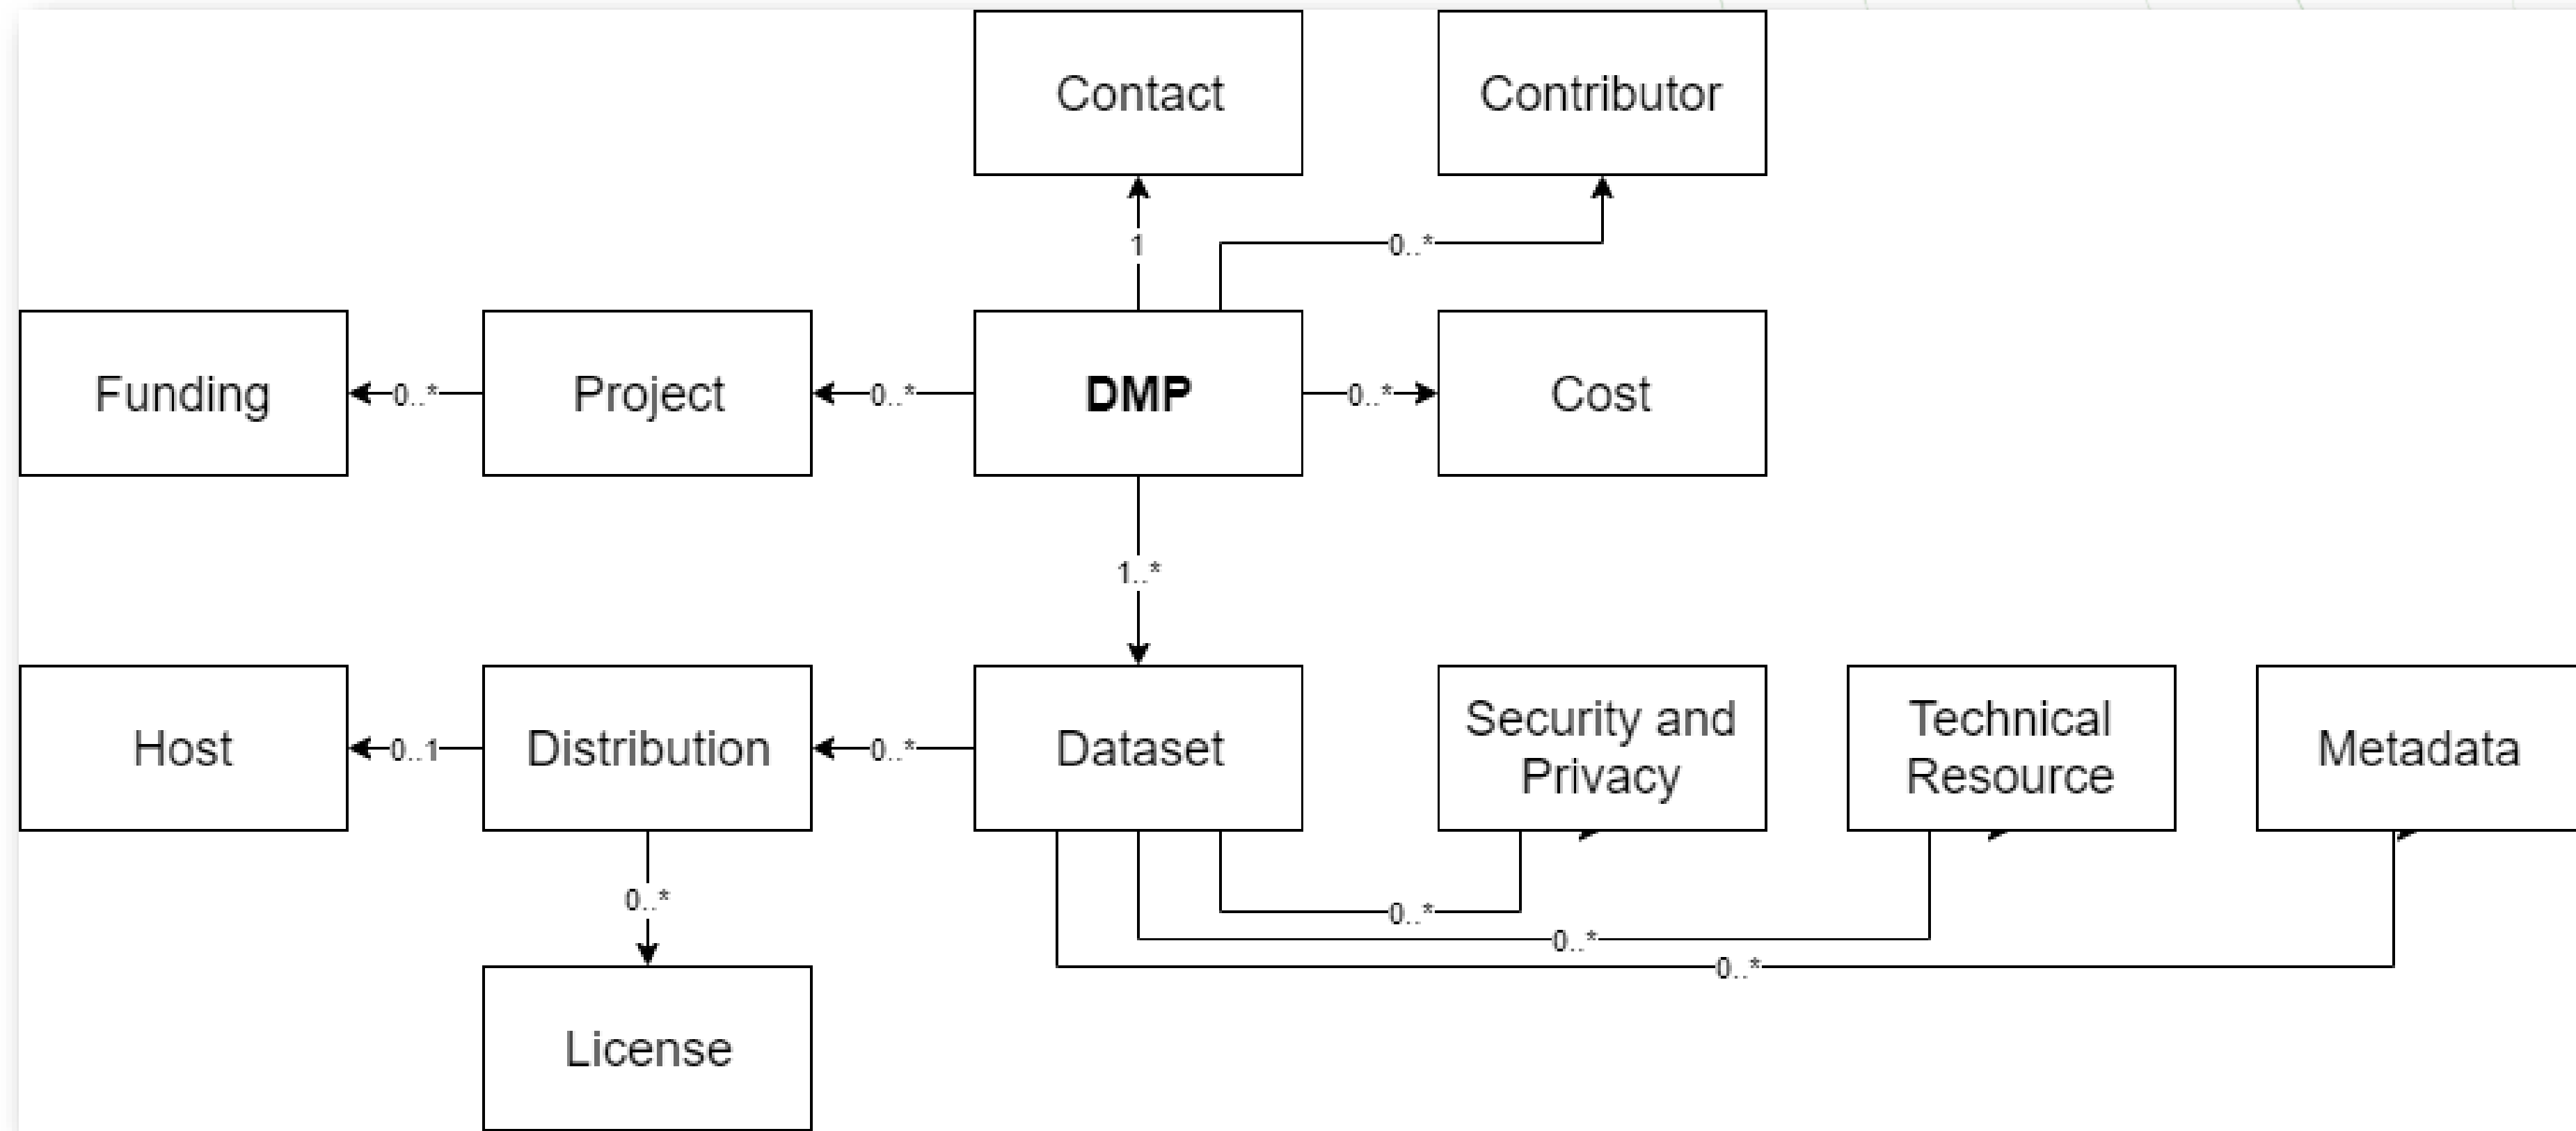 Contact
Contributor
1
0..*
Funding
0..*
Project
0..*
DMP
0..*
Cost
1..*
Host
0..1
Distribution
0..*
Dataset
Security and
Privacy
Technical
Resource
Metadata
0..*
0..*
0..*
0..*
License